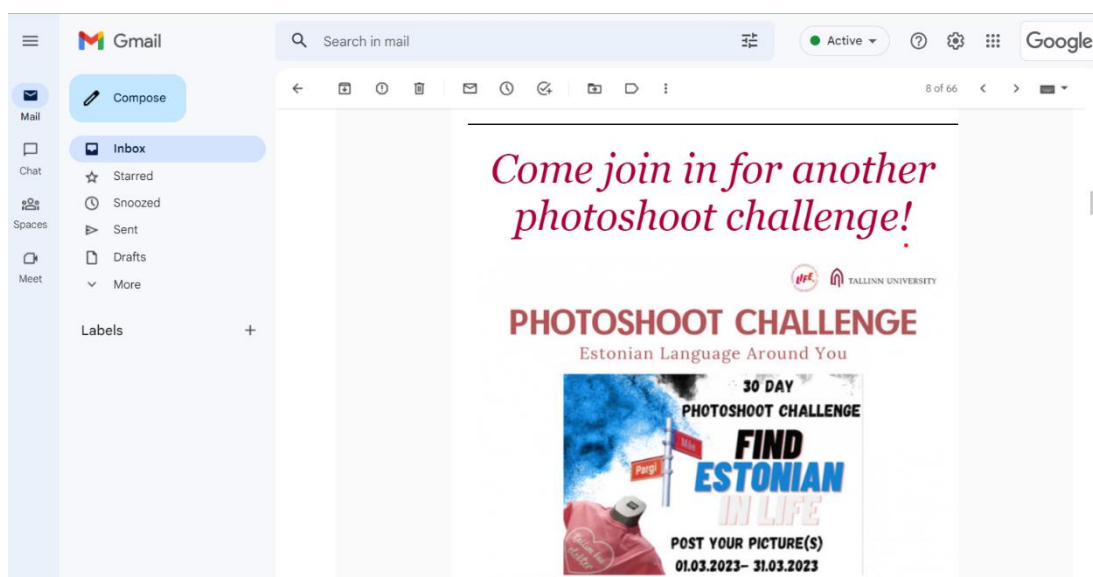 Gmail
Search in mail
Active
Google
Mail
Compose
8 of 66
Inbox
Chat
Starred
Snoozed
Spaces
Sent
Drafts
Meet
More
Labels
Come join in for another
photoshoot challenge!
LIFE
TALLINN UNIVERSITY
PHOTOSHOOT CHALLENGE
Estonian Language Around You
30 DAY
PHOTOSHOOT CHALLENGE
FIND
ESTONIAN
IN LIFE
Pargi
POST YOUR PICTURE(S)
01.03.2023– 31.03.2023